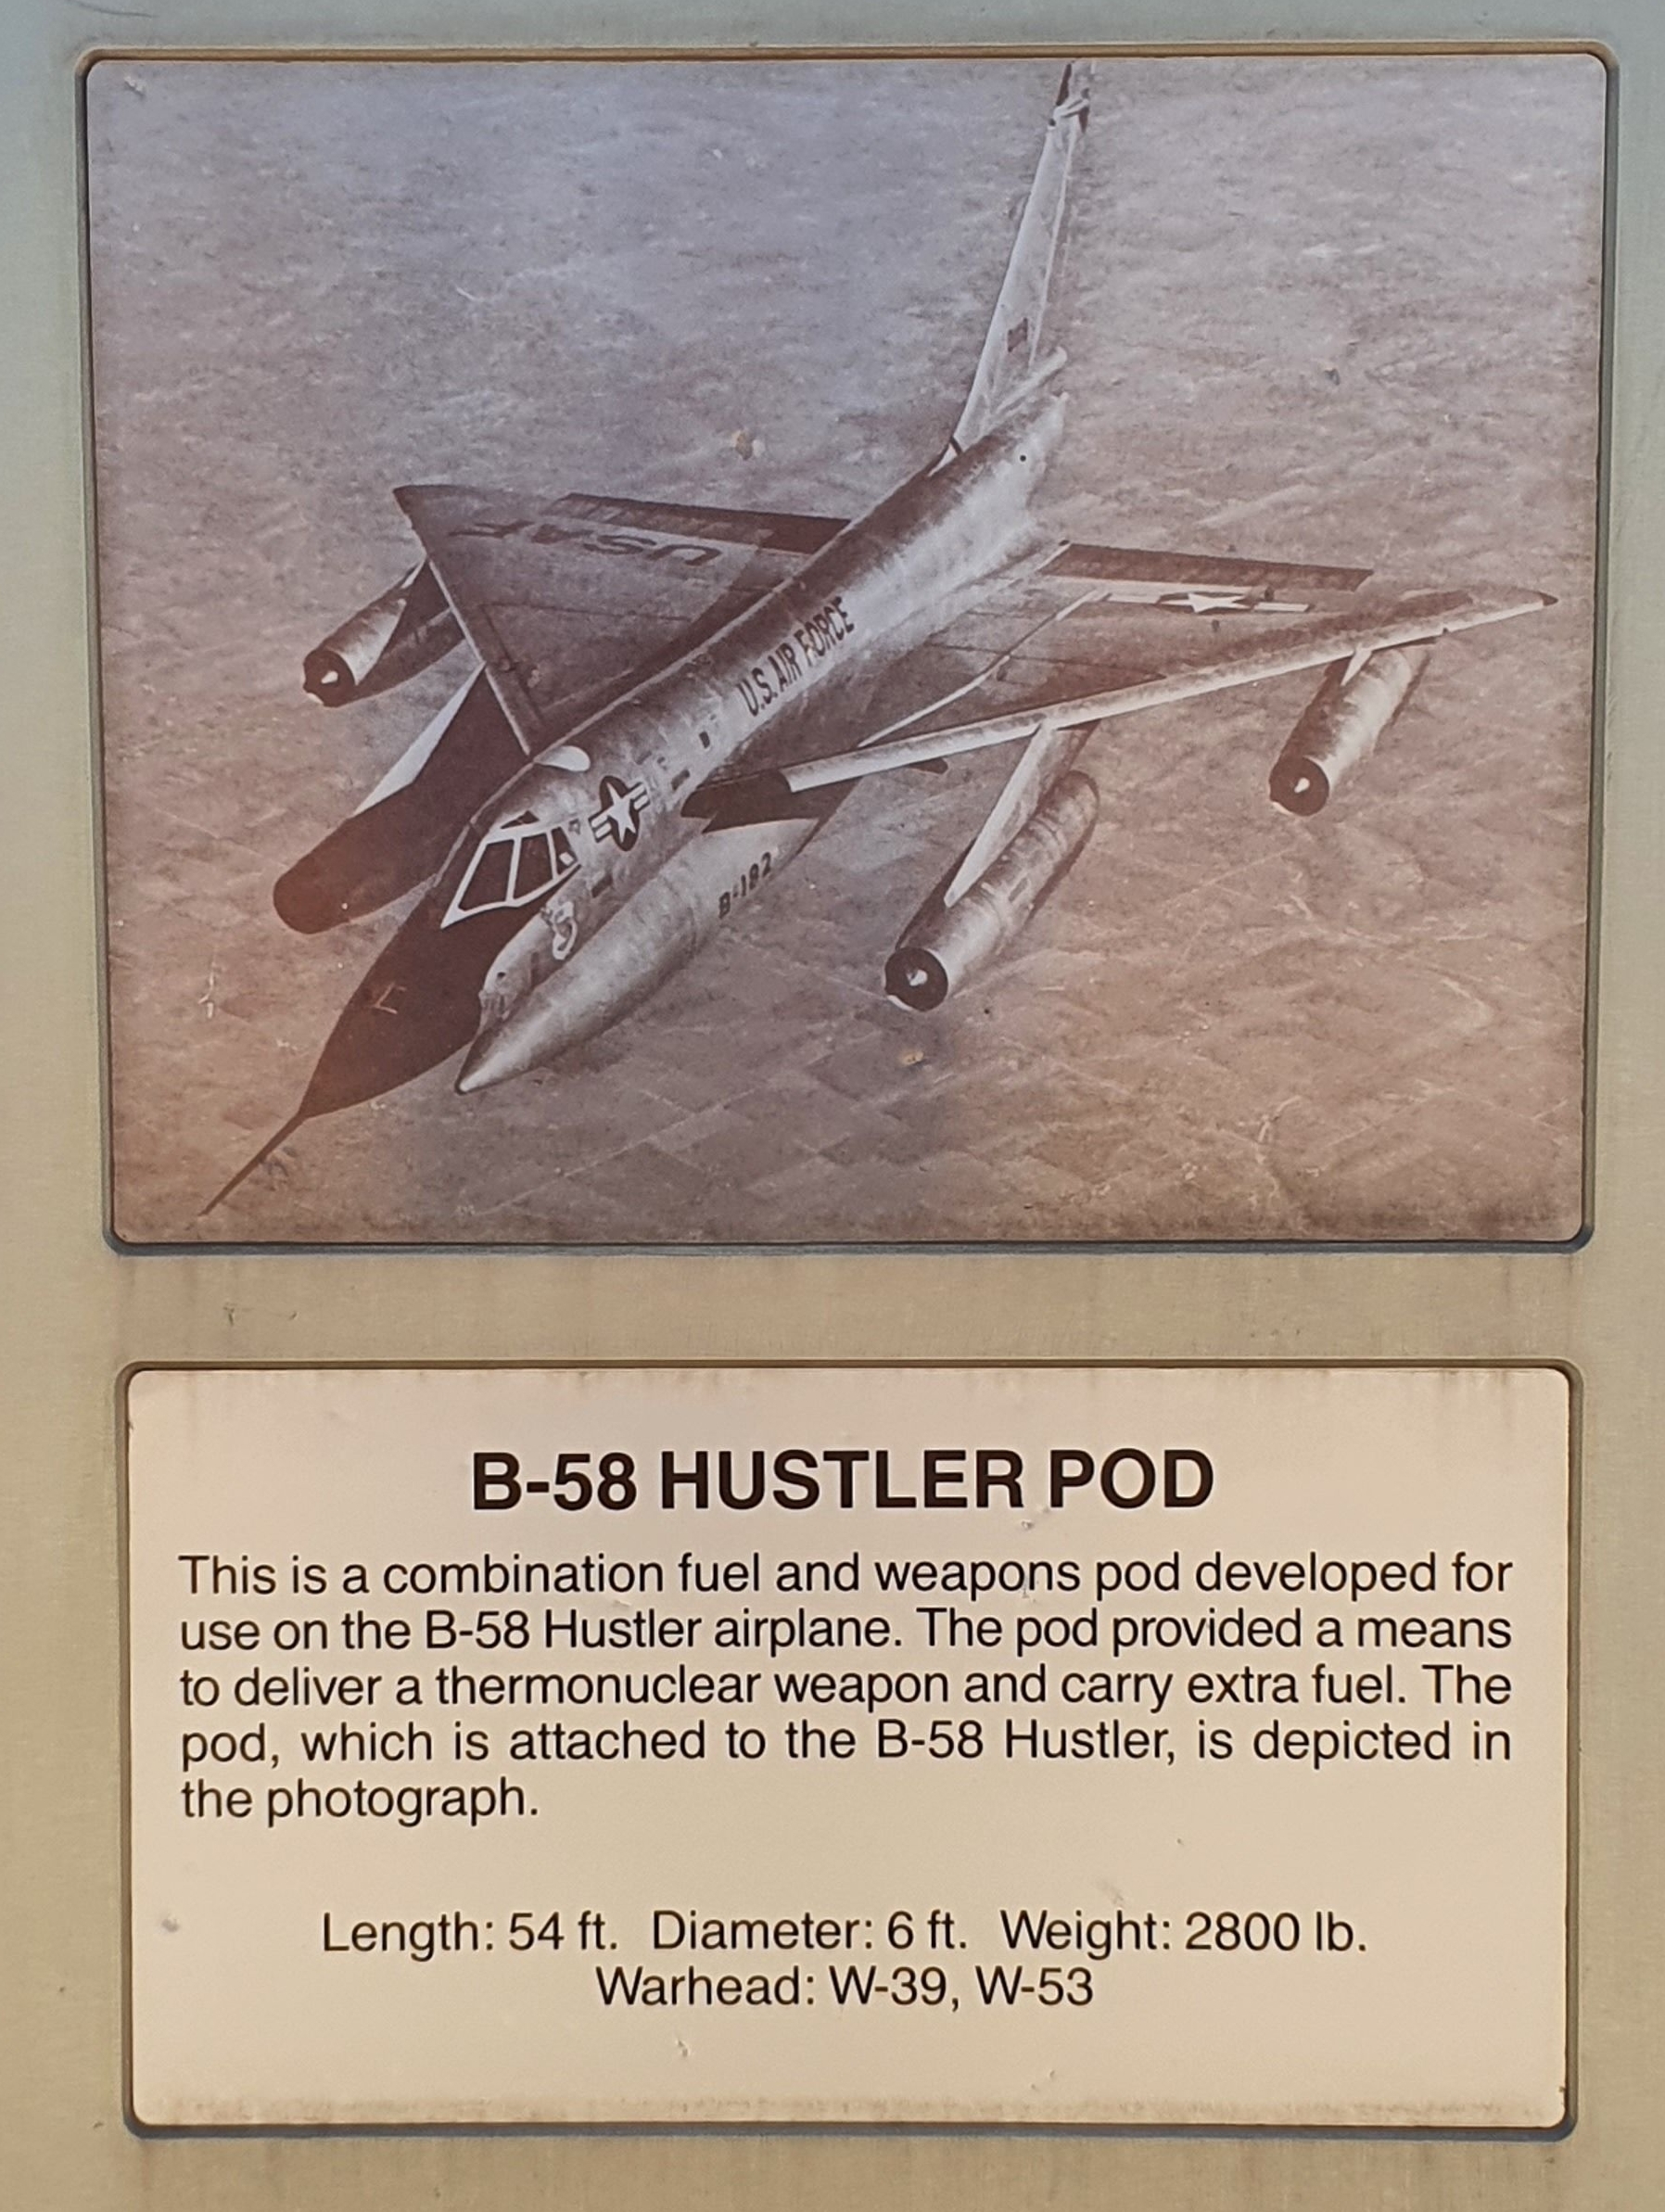 USAF
U.S. AIR FORCE
B-182
B-58 HUSTLER POD
This is a combination fuel and weapons pod developed for
use on the B-58 Hustler airplane. The pod provided a means
to deliver a thermonuclear weapon and carry extra fuel. The
pod, which is attached to the B-58 Hustler, is depicted in
the photograph.
Length: 54 ft. Diameter: 6 ft. Weight: 2800 lb.
Warhead: W-39, W-53